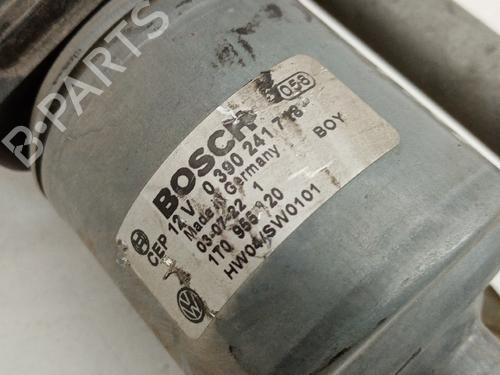 B-PARTS
BOSCH
056
CEP 12 V 0 390 241
Made in Germany
03-07-22 1 BOY
1T0 955
HW04/SW0101
VW